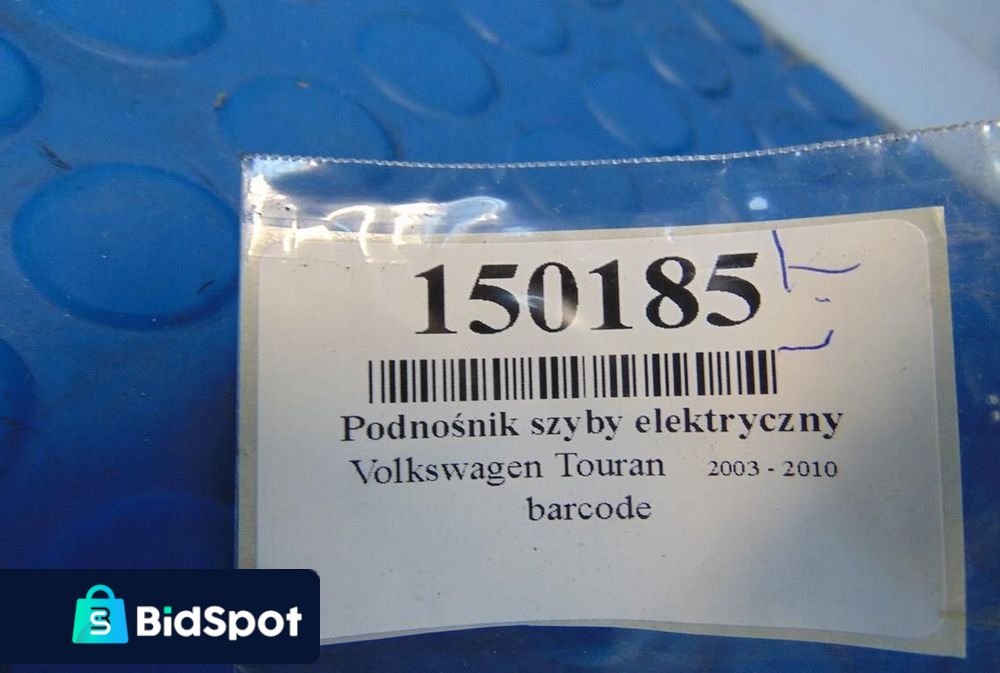 150185
Podnośnik szyby elektryczny
Volkswagen Touran 2003 - 2010
barcode
BidSpot